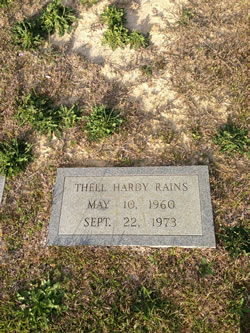 THELL HARDY RAINS
MAY 10, 1960
SEPT. 22, 1973